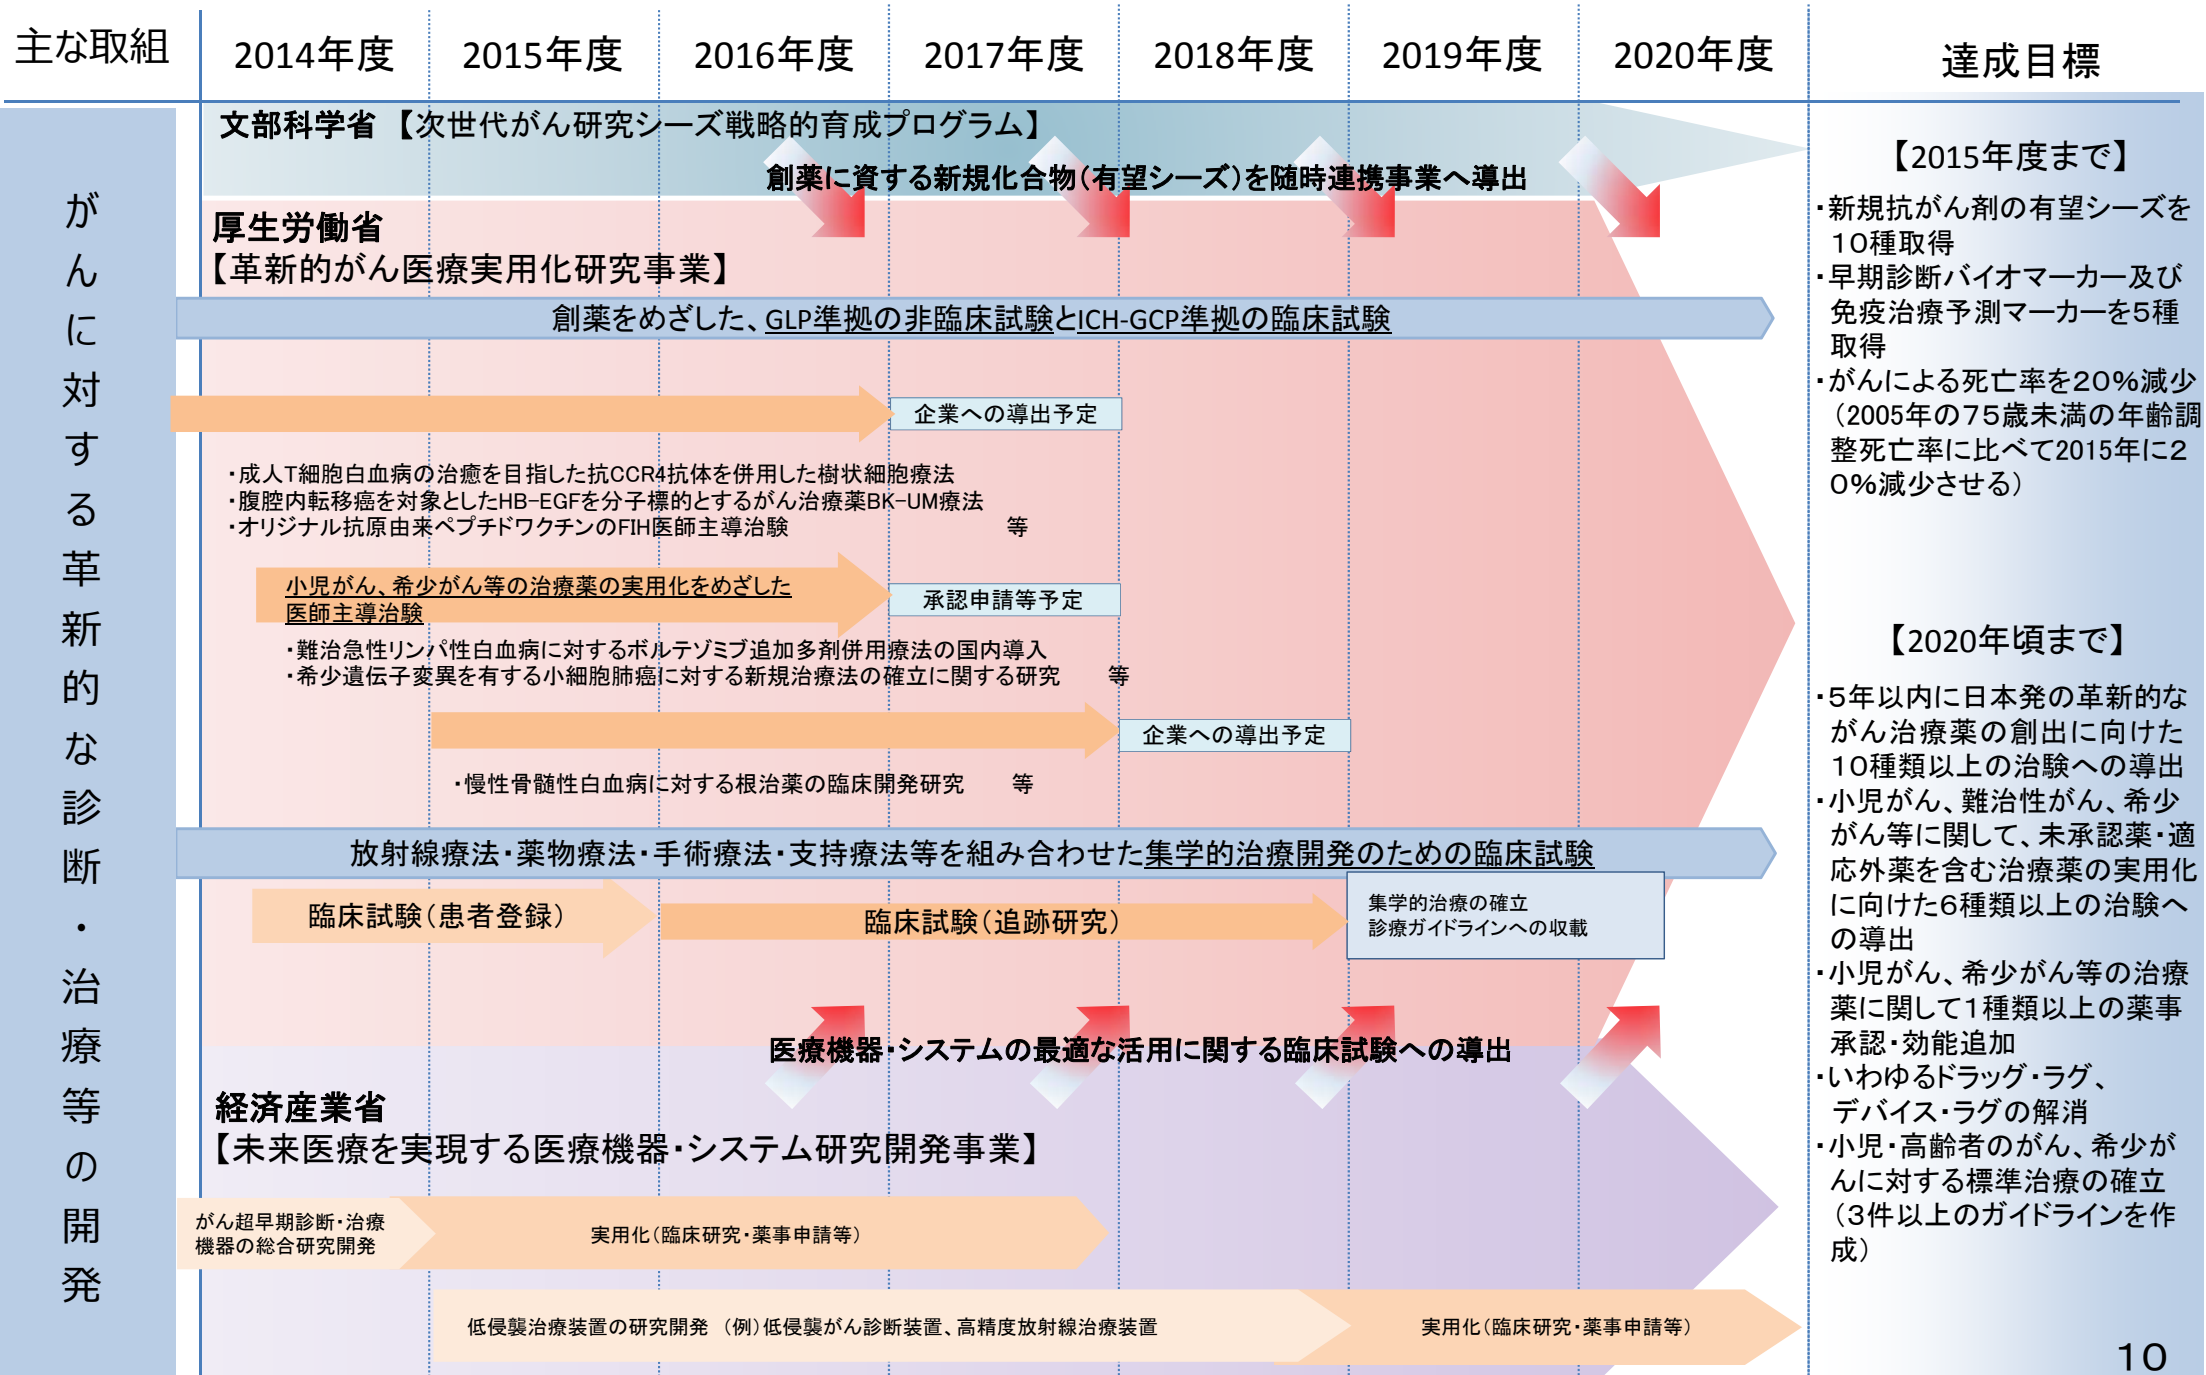 主な取組
2014年度
2015年度
2016年度
2017年度
2018年度
2019年度
2020年度
達成目標
がんに対する革新的な診断・治療等の開発
文部科学省 【次世代がん研究シーズ戦略的育成プログラム】
創薬に資する新規化合物(有望シーズ)を随時連携事業へ導出
厚生労働省
【革新的がん医療実用化研究事業】
創薬をめざした、GLP準拠の非臨床試験とICH-GCP準拠の臨床試験
企業への導出予定
・成人T細胞白血病の治癒を目指した抗CCR4抗体を併用した樹状細胞療法
・腹腔内転移癌を対象としたHB-EGFを分子標的とするがん治療薬BK-UM療法
・オリジナル抗原由来ペプチドワクチンのFIH医師主導治験 等
小児がん、希少がん等の治療薬の実用化をめざした
医師主導治験
承認申請等予定
・難治急性リンパ性白血病に対するボルテゾミブ追加多剤併用療法の国内導入
・希少遺伝子変異を有する小細胞肺癌に対する新規治療法の確立に関する研究 等
企業への導出予定
・慢性骨髄性白血病に対する根治薬の臨床開発研究 等
放射線療法・薬物療法・手術療法・支持療法等を組み合わせた集学的治療開発のための臨床試験
臨床試験(患者登録)
臨床試験(追跡研究)
集学的治療の確立
診療ガイドラインへの収載
医療機器・システムの最適な活用に関する臨床試験への導出
経済産業省
【未来医療を実現する医療機器・システム研究開発事業】
がん超早期診断・治療
機器の総合研究開発
実用化(臨床研究・薬事申請等)
低侵襲治療装置の研究開発 (例)低侵襲がん診断装置、高精度放射線治療装置
実用化(臨床研究・薬事申請等)
【2015年度まで】
・新規抗がん剤の有望シーズを
10種取得
・早期診断バイオマーカー及び
免疫治療予測マーカーを5種
取得
・がんによる死亡率を20%減少
(2005年の75歳未満の年齢調
整死亡率に比べて2015年に2
0%減少させる)
【2020年頃まで】
・5年以内に日本発の革新的な
がん治療薬の創出に向けた
10種類以上の治験への導出
・小児がん、難治性がん、希少
がん等に関して、未承認薬・適
応外薬を含む治療薬の実用化
に向けた6種類以上の治験へ
の導出
・小児がん、希少がん等の治療
薬に関して1種類以上の薬事
承認・効能追加
・いわゆるドラッグ・ラグ、
デバイス・ラグの解消
・小児・高齢者のがん、希少が
んに対する標準治療の確立
(3件以上のガイドラインを作
成)
10